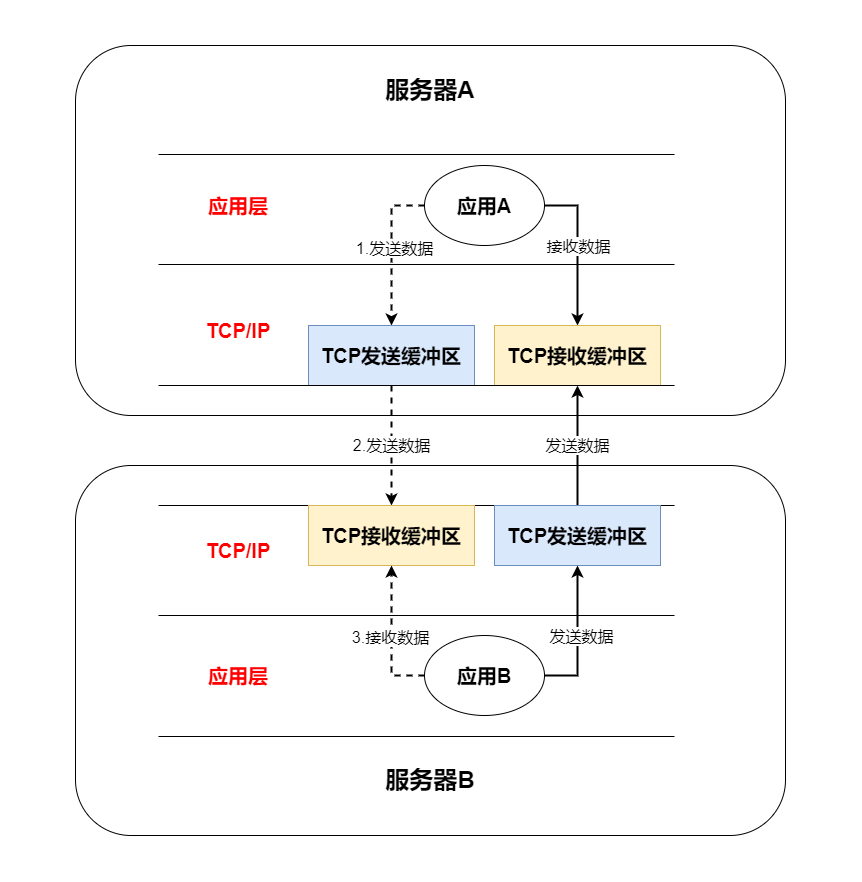 服务器A
应用层
应用A
1.发送数据
接收数据
TCP/IP
TCP发送缓冲区
TCP接收缓冲区
2.发送数据
发送数据
TCP/IP
TCP接收缓冲区
TCP发送缓冲区
3.接收数据
发送数据
应用层
应用B
服务器B